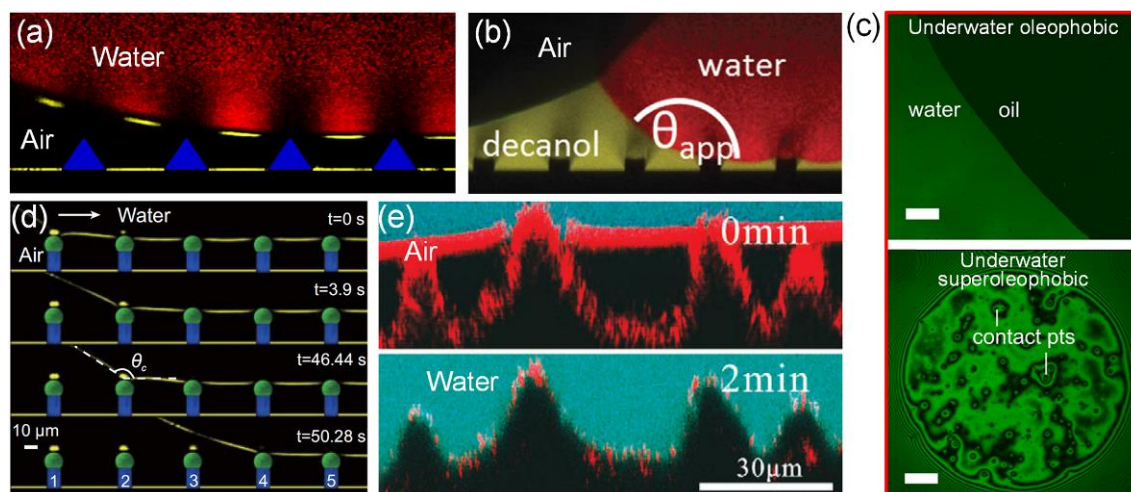 (a)
Water
Air
(b)
Air
water
decanol
θapp
(c)
Underwater oleophobic
water
oil
Underwater
superoleophobic
contact pts
(d)
Water
Air
t=0 s
t=3.9 s
θc
t=46.44 s
10 μm
t=50.28 s
1
2
3
4
5
(e)
0min
Air
Water
2min
30μm